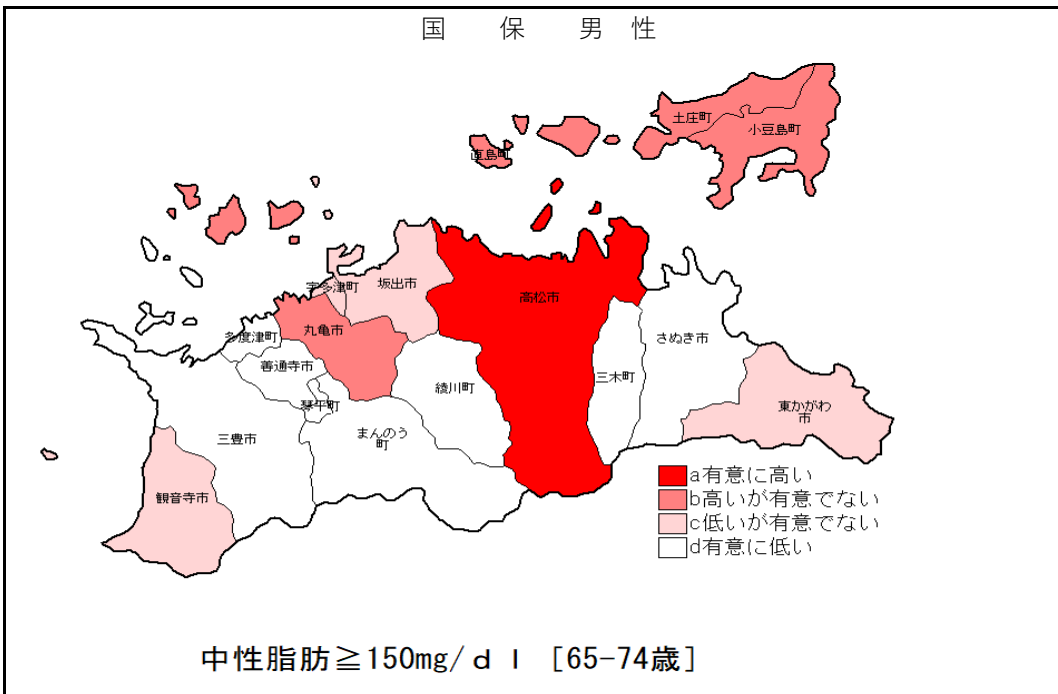 国　保　男　性
土庄町
小豆島町
直島町
宇多津町
坂出市
高松市
丸亀市
多度津町
さぬき市
善通寺市
綾川町
三木町
琴平町
東かがわ
市
まんのう
町
三豊市
観音寺市
a有意に高い
b高いが有意でない
c低いが有意でない
d有意に低い
中性脂肪≧150mg/ｄｌ［65-74歳］